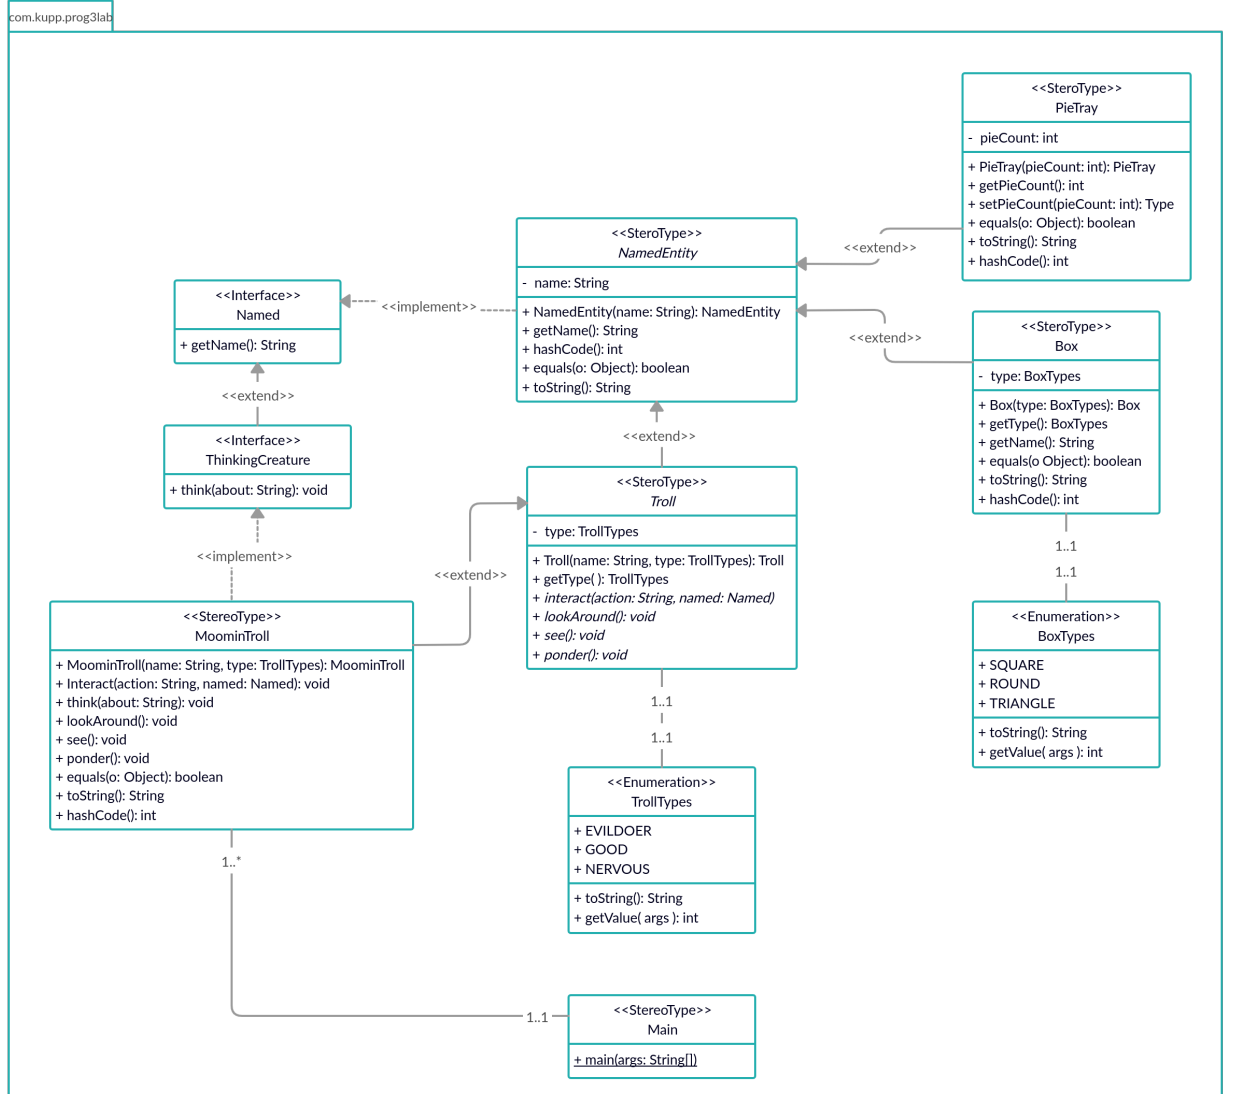 com.kupp.prog3lab
<<SteroType>>
PieTray
- pieCount: int
+ PieTray(pieCount: int): PieTray
+ getPieCount(): int
+ setPieCount(pieCount: int): Type
+ equals(o: Object): boolean
+ toString(): String
+ hashCode(): int
<<extend>>
<<SteroType>>
NamedEntity
- name: String
+ NamedEntity(name: String): NamedEntity
+ getName(): String
+ hashCode(): int
+ equals(o: Object): boolean
+ toString(): String
<<implement>>
<<Interface>>
Named
+ getName(): String
<<extend>>
<<SteroType>>
Box
- type: BoxTypes
+ Box(type: BoxTypes): Box
+ getType(): BoxTypes
+ getName(): String
+ equals(o Object): boolean
+ toString(): String
+ hashCode(): int
<<extend>>
<<Interface>>
ThinkingCreature
+ think(about: String): void
<<extend>>
<<SteroType>>
Troll
- type: TrollTypes
+ Troll(name: String, type: TrollTypes): Troll
+ getType( ): TrollTypes
+ interact(action: String, named: Named)
+ lookAround(): void
+ see(): void
+ ponder(): void
<<implement>>
<<extend>>
1..1
1..1
<<StereoType>>
MoominTroll
+ MoominTroll(name: String, type: TrollTypes): MoominTroll
+ Interact(action: String, named: Named): void
+ think(about: String): void
+ lookAround(): void
+ see(): void
+ ponder(): void
+ equals(o: Object): boolean
+ toString(): String
+ hashCode(): int
<<Enumeration>>
BoxTypes
+ SQUARE
+ ROUND
+ TRIANGLE
+ toString(): String
+ getValue( args ): int
1..1
1..1
<<Enumeration>>
TrollTypes
+ EVILDOER
+ GOOD
+ NERVOUS
+ toString(): String
+ getValue( args ): int
1..*
1..1
<<StereoType>>
Main
+ main(args: String[])